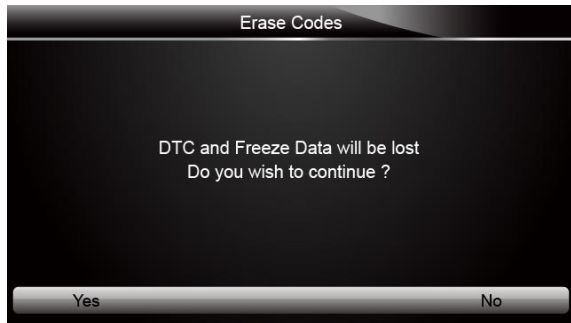 Erase Codes
DTC and Freeze Data will be lost
Do you wish to continue ?
Yes
No